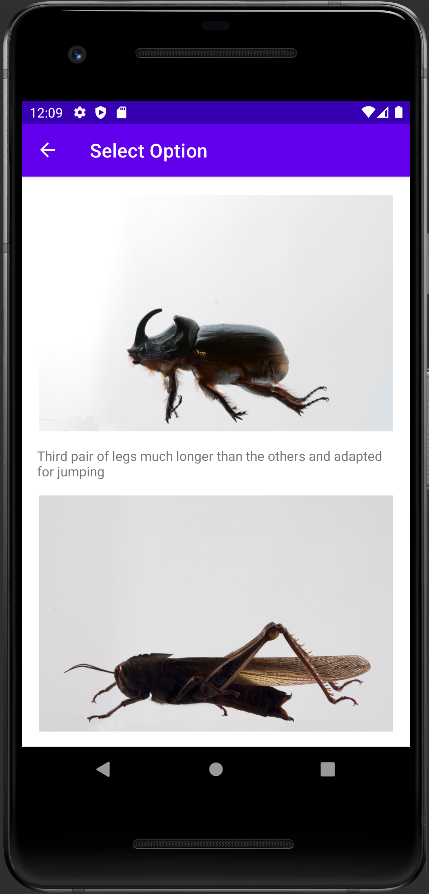 12:09
Select Option
Third pair of legs much longer than the others and adapted
for jumping